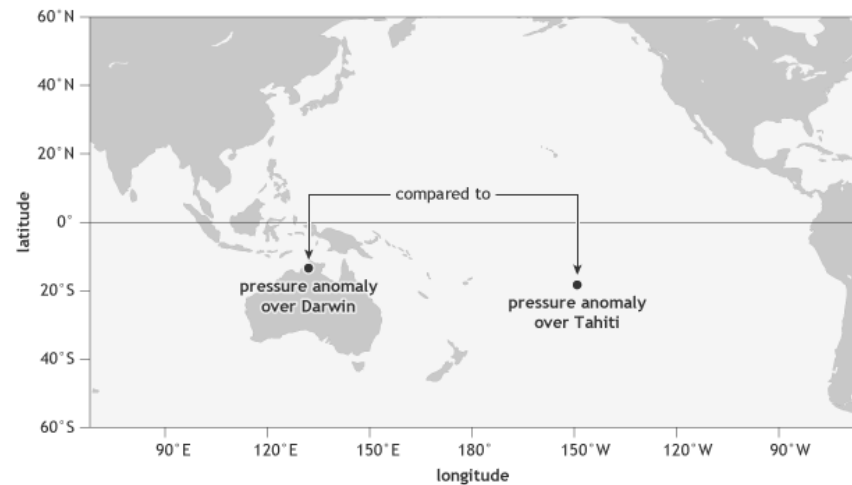 60˚N
40˚N
20˚N
0˚
20˚S
40˚S
60˚S
latitude
compared to
pressure anomaly
over Darwin
pressure anomaly
over Tahiti
90˚E
120˚E
150˚E
180˚
150˚W
120˚W
90˚W
longitude